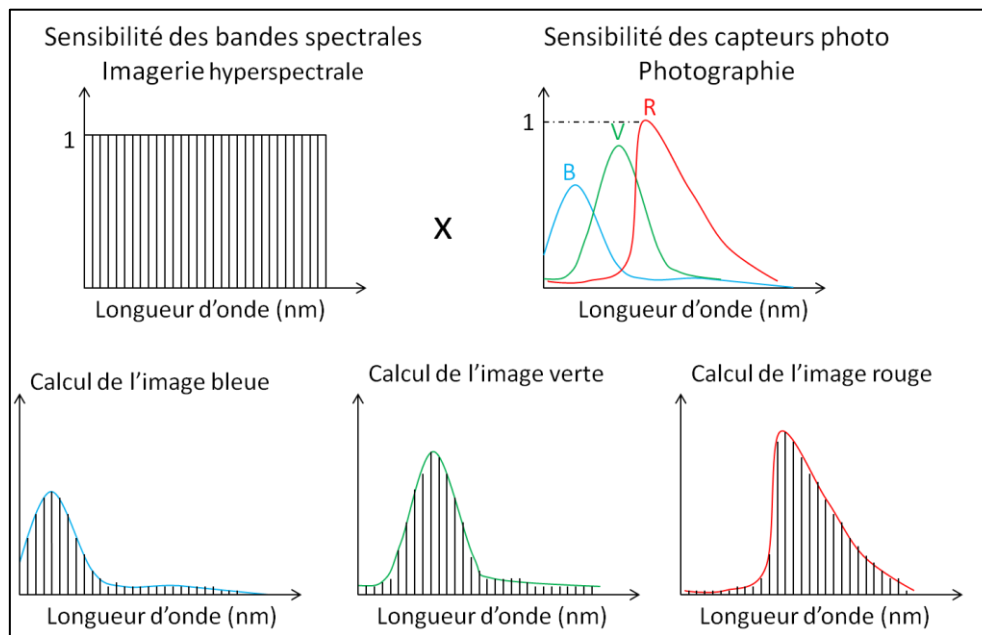 Sensibilité des bandes spectrales
Imagerie hyperspectrale
1
Longueur d'onde (nm)
X
Sensibilité des capteurs photo
Photographie
1
B
V
R
Longueur d'onde (nm)
Calcul de l'image bleue
Longueur d'onde (nm)
Calcul de l'image verte
Longueur d'onde (nm)
Calcul de l'image rouge
Longueur d'onde (nm)